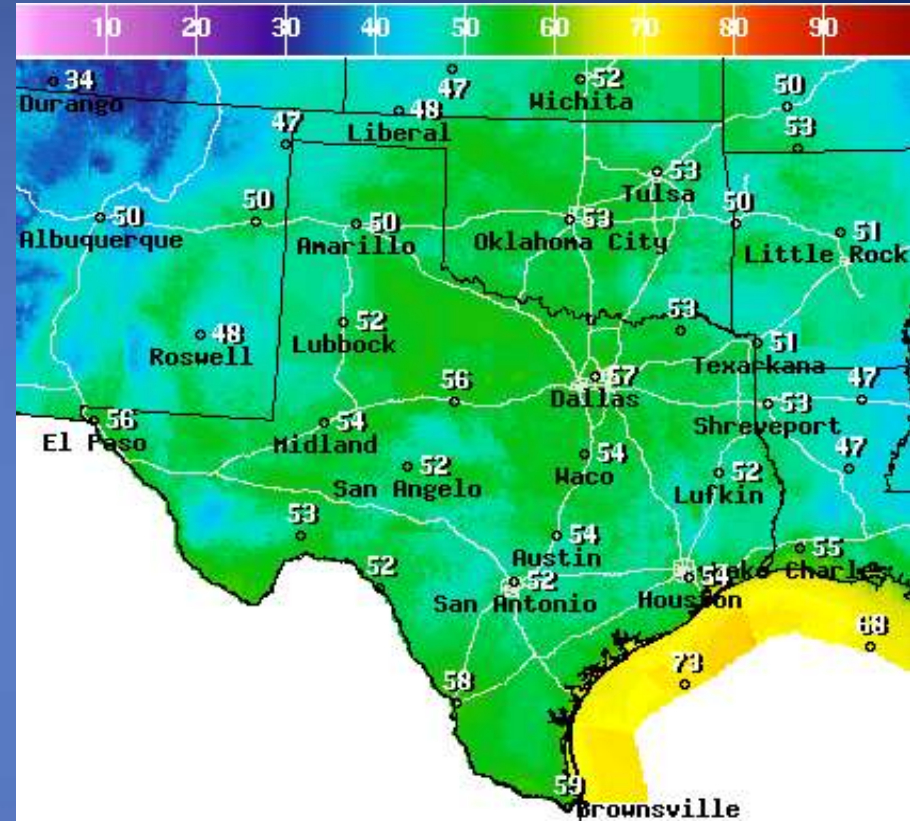 10 20 30 40 50 60 70 80 90
34
Durango
47
52
Wichita
50
48
Liberal
47
53
53
Tulsa
50
Albuquerque
50
50
Amarillo
53
Oklahoma City
50
51
Little Rock
48
Roswell
52
Lubbock
53
51
Texarkana
56
57
Dallas
47
53
Shreveport
56
El Paso
54
Midland
52
San Angelo
54
Waco
47
52
Lufkin
53
54
Austin
55
Lake Charles
52
52
San Antonio
54
Houston
68
73
58
59
Brownsville